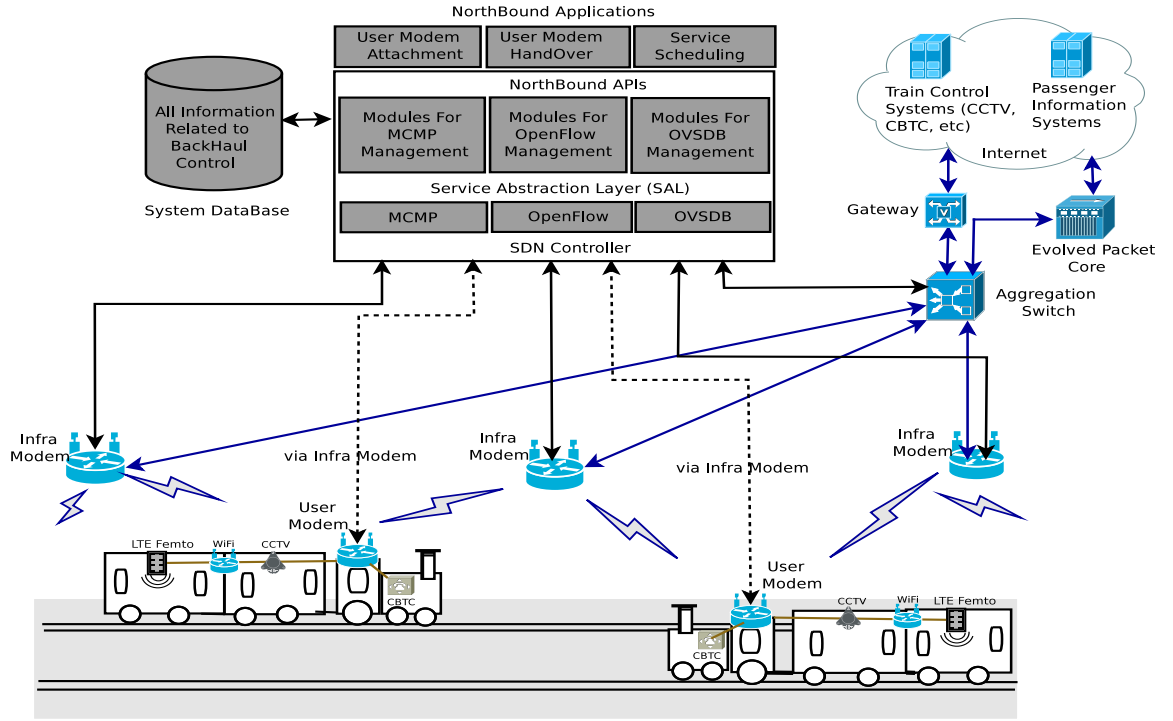 NorthBound Applications
User Modem
Attachment
User Modem
HandOver
Service
Scheduling
NorthBound APIs
All Information
Related to
BackHaul
Control
Modules For
MCMP
Management
Modules For
OpenFlow
Management
Modules For
OVSDB
Management
Service Abstraction Layer (SAL)
System DataBase
MCMP
OpenFlow
OVSDB
SDN Controller
Train Control
Systems (CCTV,
CBTC, etc)
Passenger
Information
Systems
Internet
Gateway
Evolved Packet
Core
Aggregation
Switch
Infra
Modem
Infra
Modem
Infra
Modem
via Infra Modem
via Infra Modem
User
Modem
LTE Femto
WiFi
CCTV
CBTC
User
Modem
CCTV
WiFi
LTE Femto
CBTC